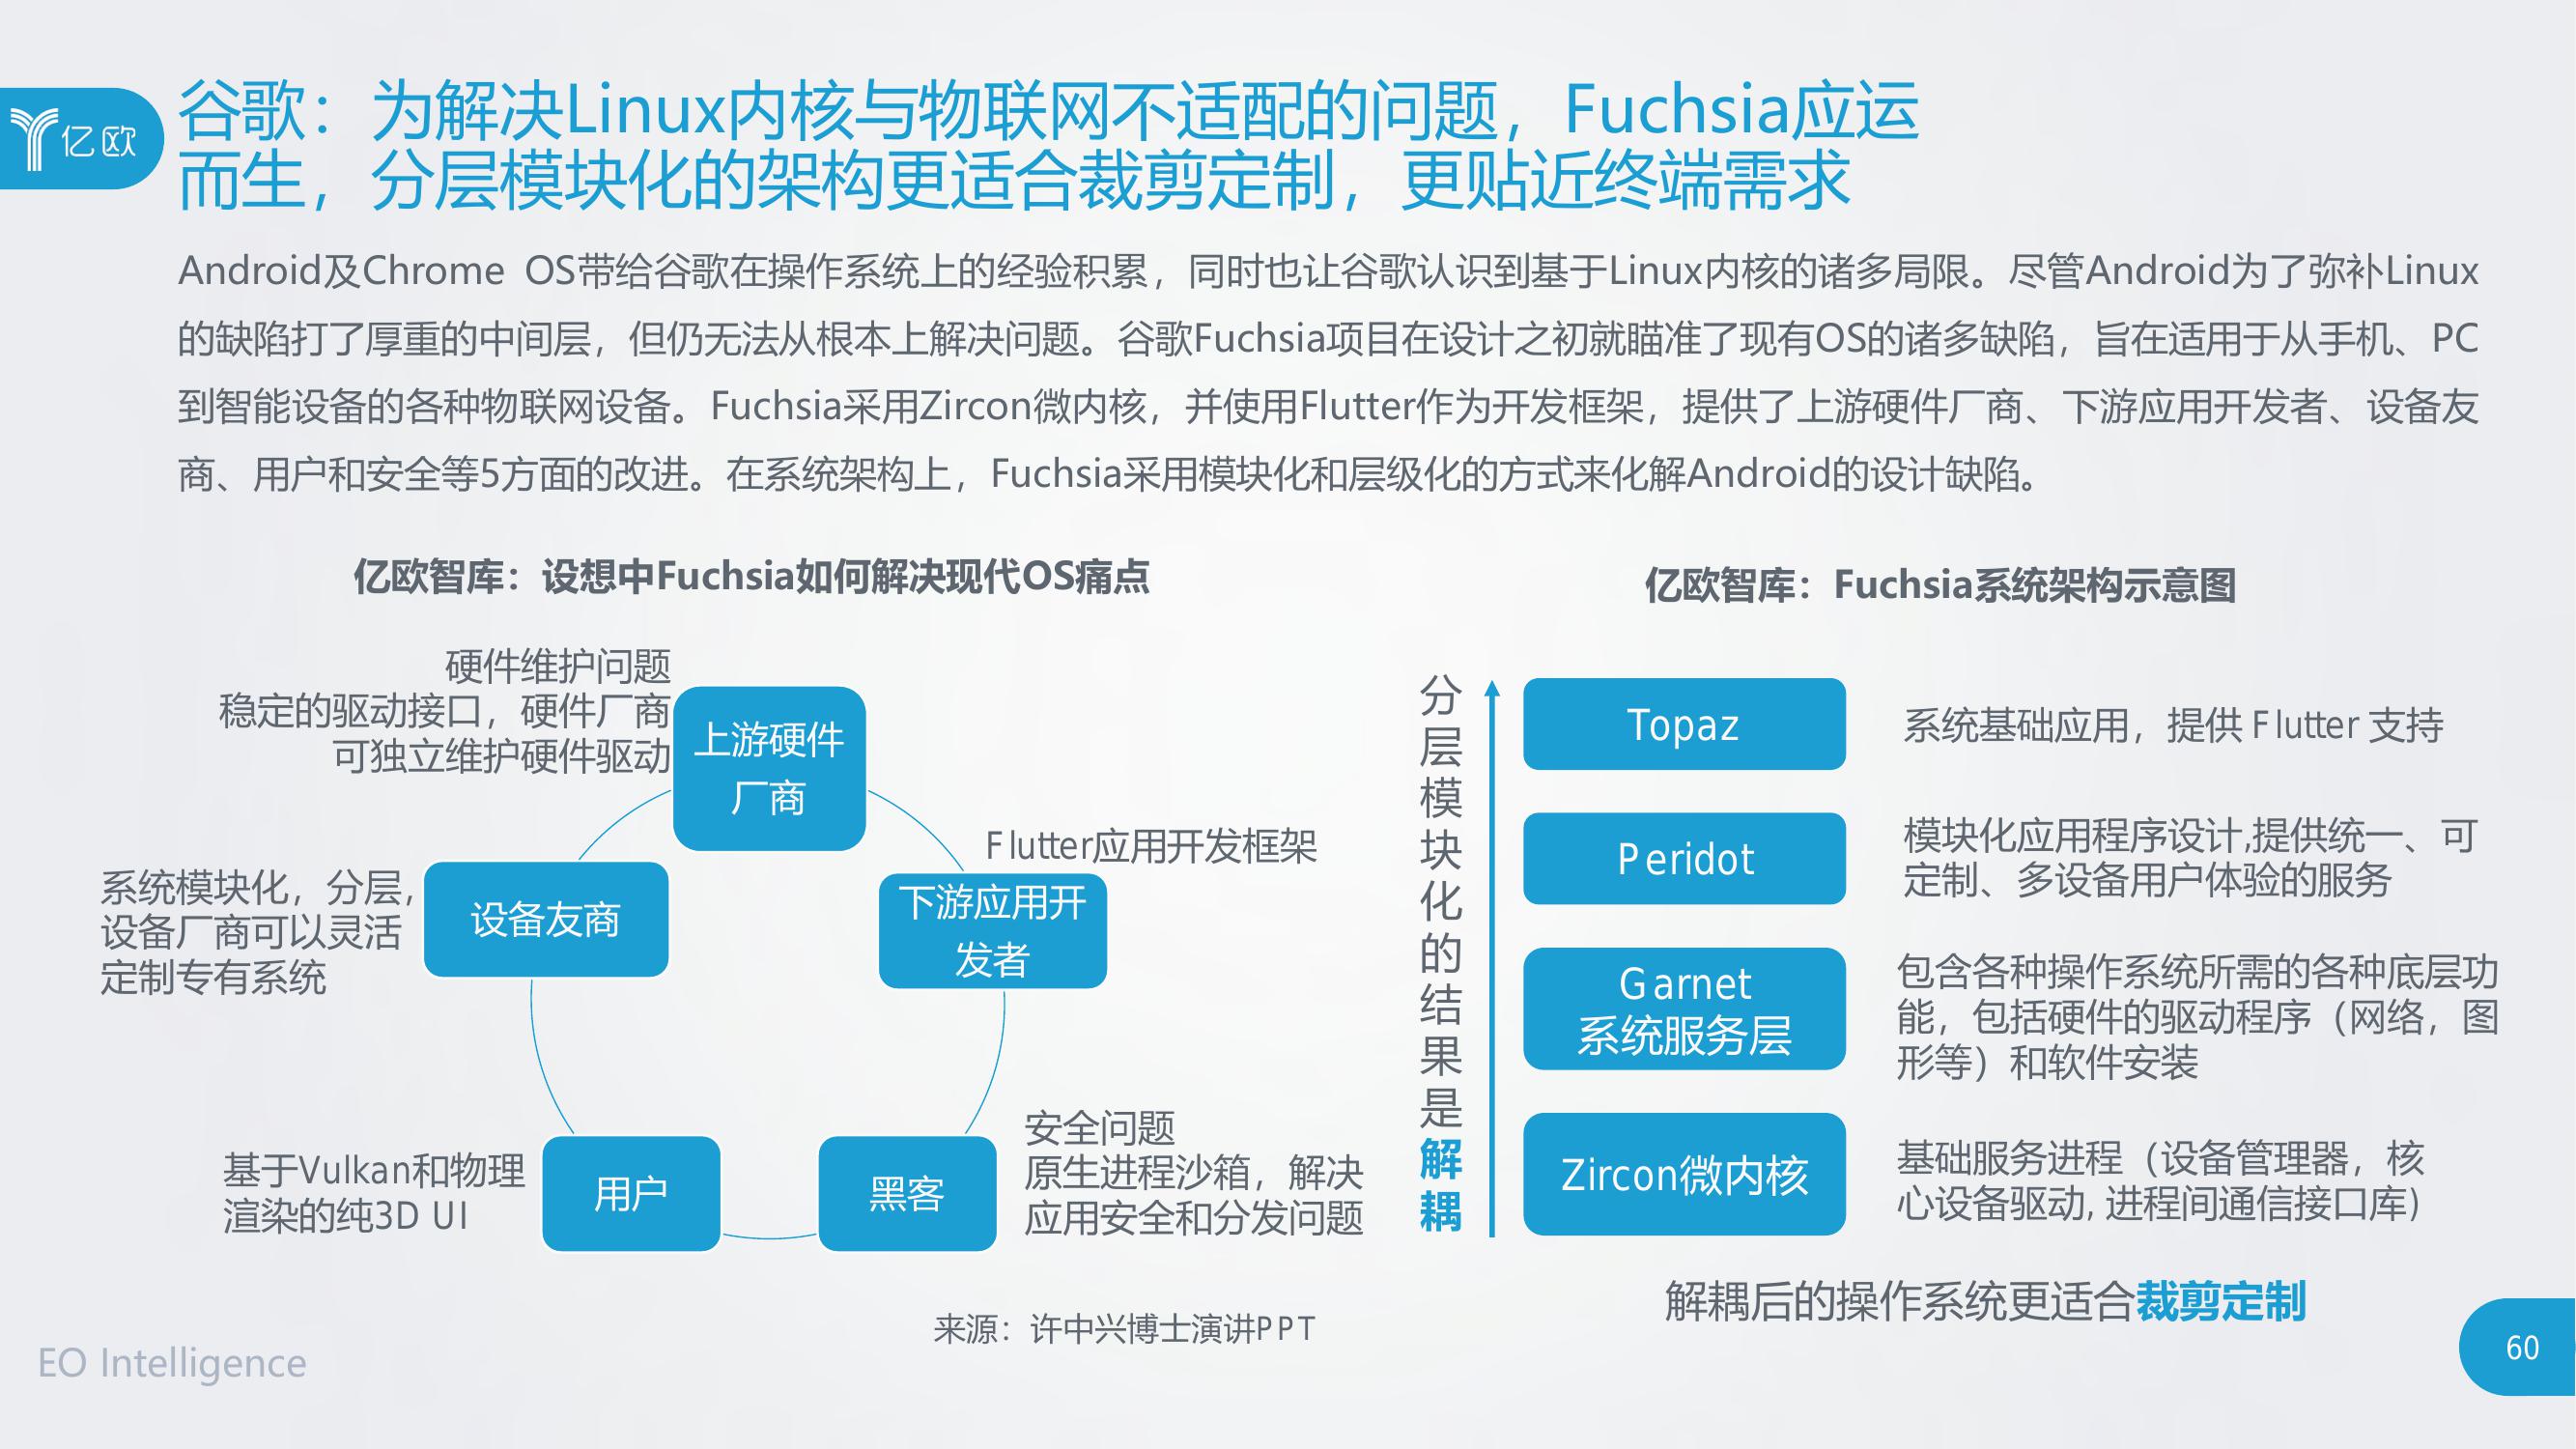 亿欧
谷歌：为解决Linux内核与物联网不适配的问题，Fuchsia应运
而生，分层模块化的架构更适合裁剪定制，更贴近终端需求
Android及Chrome OS带给谷歌在操作系统上的经验积累，同时也让谷歌认识到基于Linux内核的诸多局限。尽管Android为了弥补Linux
的缺陷打了厚重的中间层，但仍无法从根本上解决问题。谷歌Fuchsia项目在设计之初就瞄准了现有OS的诸多缺陷，旨在适用于从手机、PC
到智能设备的各种物联网设备。Fuchsia采用Zircon微内核，并使用Flutter作为开发框架，提供了上游硬件厂商、下游应用开发者、设备友
商、用户和安全等5方面的改进。在系统架构上，Fuchsia采用模块化和层级化的方式来化解Android的设计缺陷。
亿欧智库：设想中Fuchsia如何解决现代OS痛点
硬件维护问题
稳定的驱动接口，硬件厂商
可独立维护硬件驱动
上游硬件
厂商
Flutter应用开发框架
下游应用开
发者
系统模块化，分层，
设备厂商可以灵活
定制专有系统
设备友商
基于Vulkan和物理
渲染的纯3D UI
用户
黑客
安全问题
原生进程沙箱，解决
应用安全和分发问题
来源：许中兴博士演讲PPT
亿欧智库：Fuchsia系统架构示意图
分层模块化的结果是解耦
Topaz
系统基础应用，提供 Flutter 支持
Peridot
模块化应用程序设计,提供统一、可
定制、多设备用户体验的服务
Garnet
系统服务层
包含各种操作系统所需的各种底层功
能，包括硬件的驱动程序（网络，图
形等）和软件安装
Zircon微内核
基础服务进程（设备管理器，核
心设备驱动, 进程间通信接口库)
解耦后的操作系统更适合裁剪定制
EO Intelligence
60